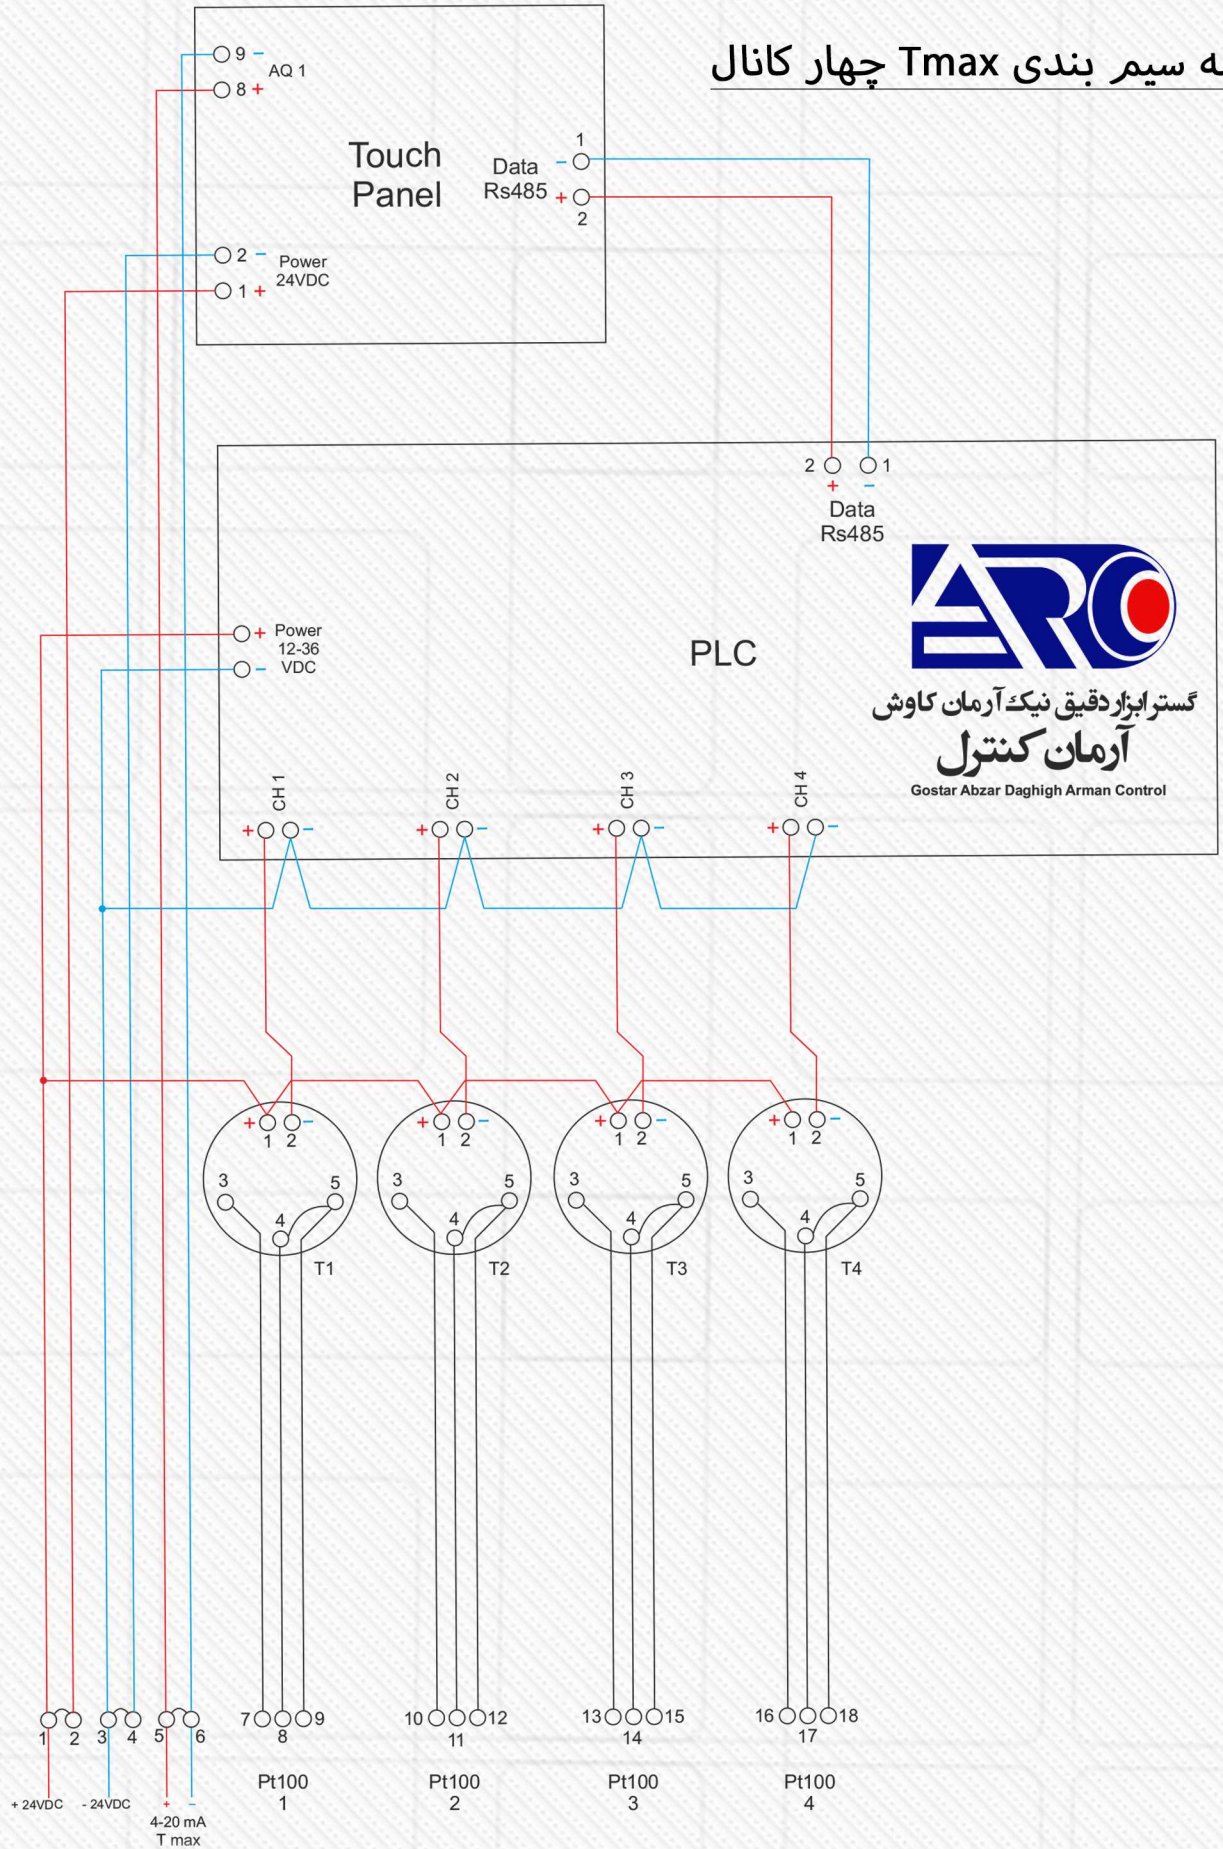 ه سیم بندی Tmax چهار کانال
9 −
AQ 1
8 +
Touch
Panel
Data
Rs485
1
−
+
2
2 −
Power
24VDC
1 +
2 1
+ −
Data
Rs485
+ Power
12-36
− VDC
PLC
ARC
گستر ابزار دقیق نیک آرمان کاوش
آرمان کنترل
Gostar Abzar Daghigh Arman Control
CH 1
CH 2
CH 3
CH 4
+ −
+ −
+ −
+ −
+ −
1 2
3 5
4
T1
+ −
1 2
3 5
4
T2
+ −
1 2
3 5
4
T3
+ −
1 2
3 5
4
T4
1 2 3 4 5 6
7 8 9
10 11 12
13 14 15
16 17 18
+ 24VDC
- 24VDC
+ −
4-20 mA
T max
Pt100
1
Pt100
2
Pt100
3
Pt100
4